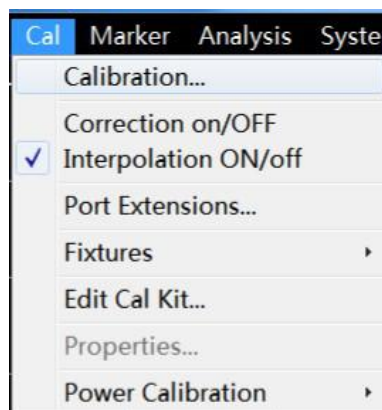 Cal Marker Analysis Syste
Calibration...
Correction on/OFF
Interpolation ON/off
Port Extensions...
Fixtures
Edit Cal Kit...
Properties...
Power Calibration